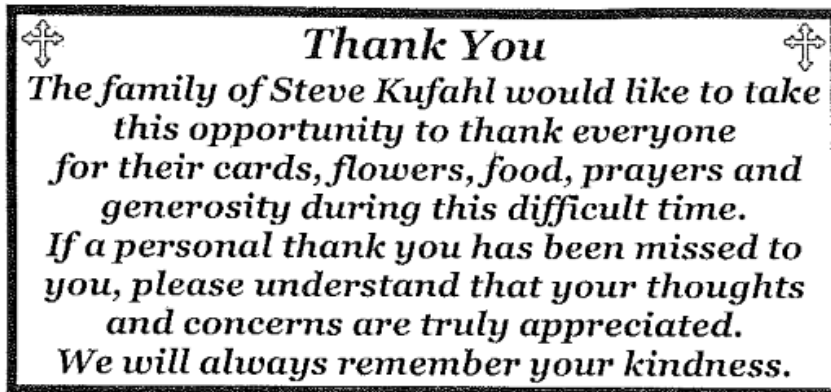 Thank You
The family of Steve Kufahl would like to take
this opportunity to thank everyone
for their cards, flowers, food, prayers and
generosity during this difficult time.
If a personal thank you has been missed to
you, please understand that your thoughts
and concerns are truly appreciated.
We will always remember your kindness.